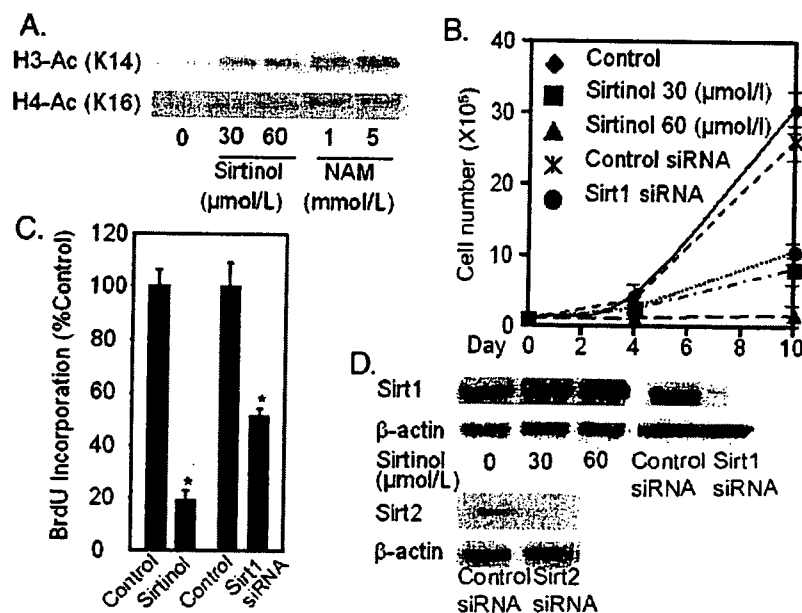 A.
H3-Ac (K14)
H4-Ac (K16)
0 30 60 1 5
Sirtinol NAM
(µmol/L) (mmol/L)
B.
Cell number (X10⁵)
40
30
20
10
0
Control
Sirtinol 30 (µmol/l)
Sirtinol 60 (µmol/l)
Control siRNA
Sirt1 siRNA
Day 0 2 4 6 8 10
C.
BrdU Incorporation (%Control)
120
100
80
60
40
20
0
*
*
Control
Sirtinol
Control
Sirt1
siRNA
D.
Sirt1
β-actin
Sirtinol 0 30 60 Control Sirt1
(µmol/L) siRNA siRNA
Sirt2
β-actin
Control Sirt2
siRNA siRNA